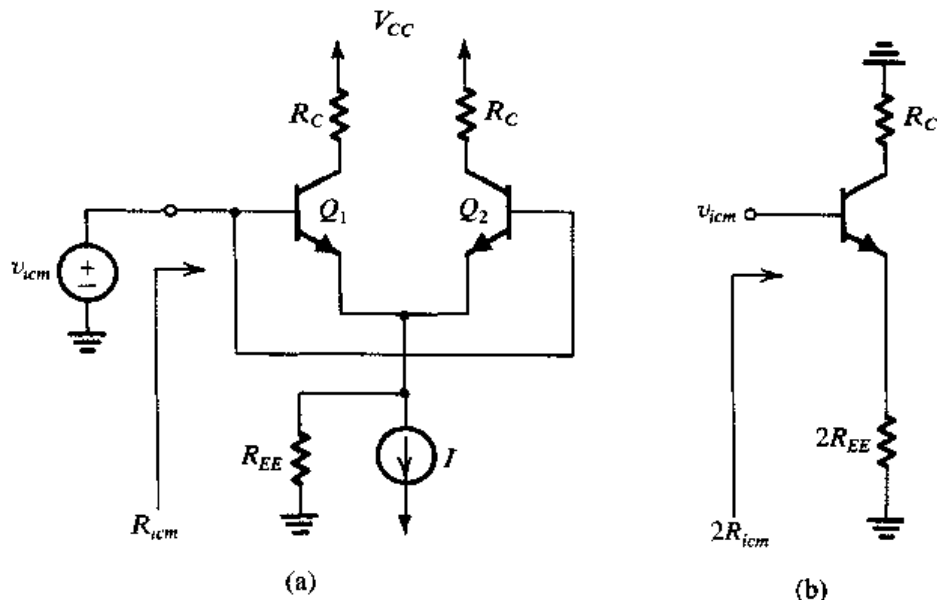 V_CC
R_C
R_C
Q_1
Q_2
v_icm
+
−
R_EE
I
R_icm
(a)
R_C
v_icm
2R_EE
2R_icm
(b)